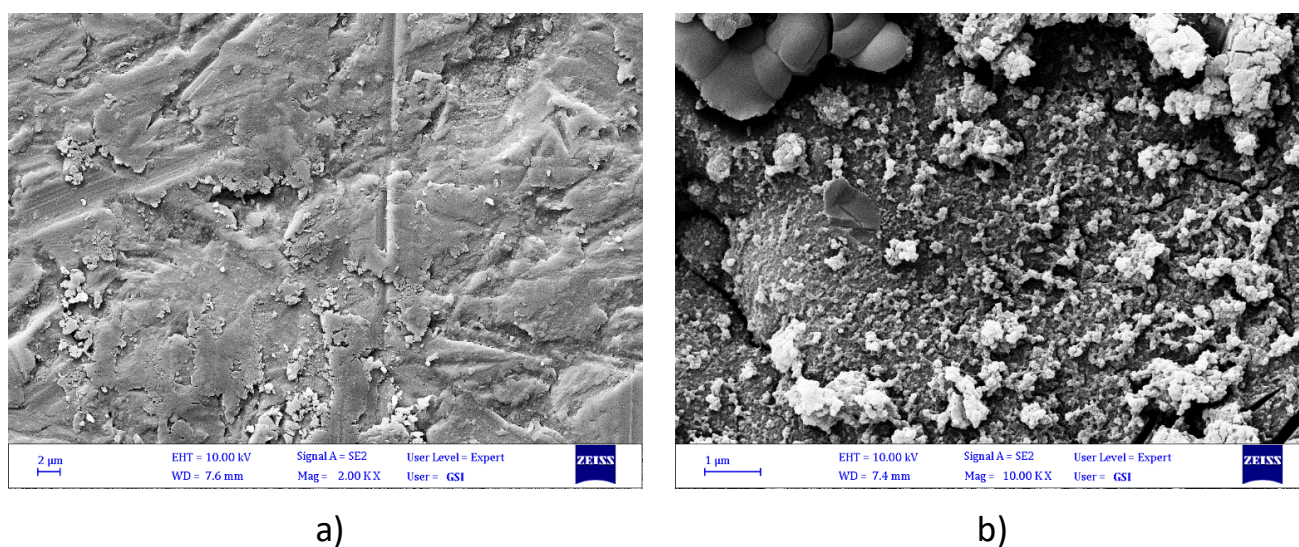 2 µm
EHT = 10.00 kV
Signal A = SE2
User Level = Expert
ZEISS
WD = 7.6 mm
Mag = 2.00 K X
User = GSI
1 µm
EHT = 10.00 kV
Signal A = SE2
User Level = Expert
ZEISS
WD = 7.4 mm
Mag = 10.00 K X
User = GSI
a)
b)